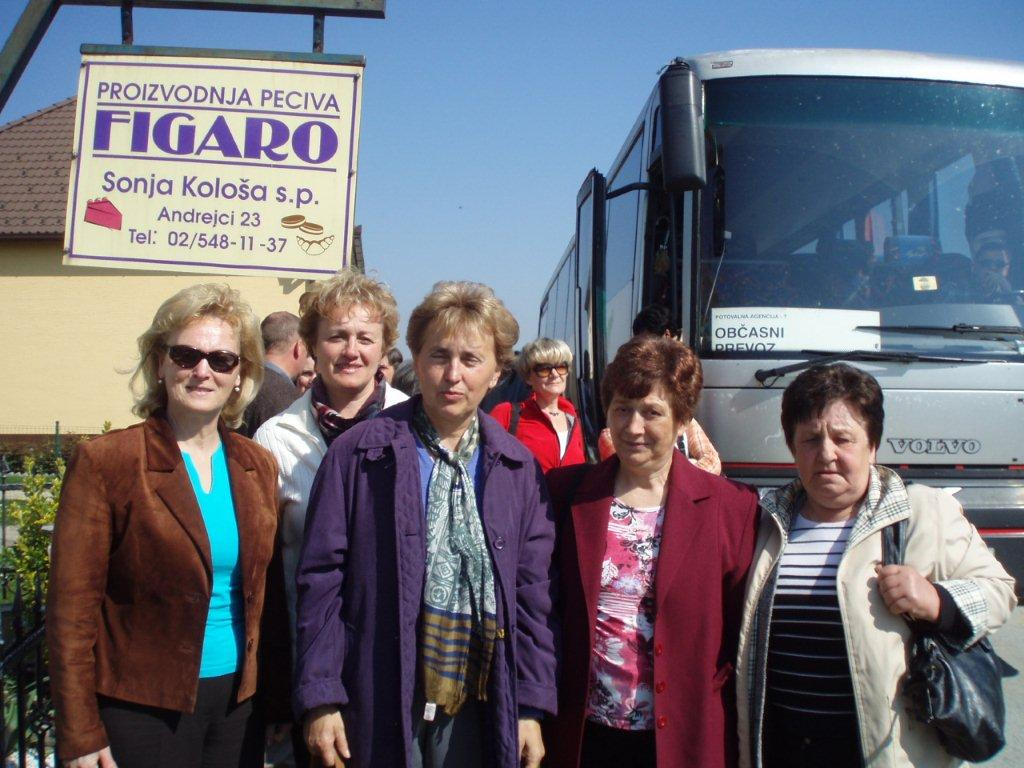 PROIZVODNJA PECIVA
FIGARO
Sonja Kološa s.p.
Andrejci 23
Tel: 02/548-11-37
OBČASNI
PREVOZ
VOLVO